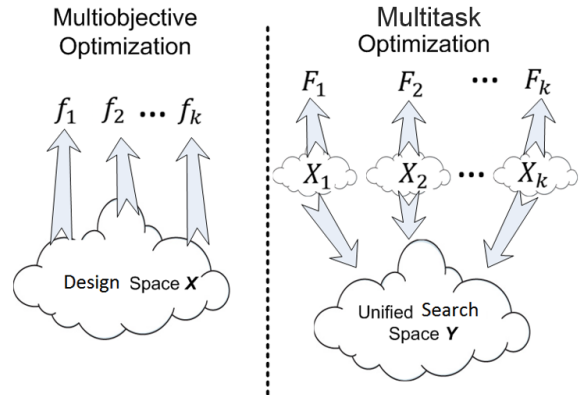 Multiobjective
Optimization
f₁ f₂ ••• fₖ
Design Space X
Multitask
Optimization
F₁ F₂ ••• Fₖ
X₁ X₂ ••• Xₖ
Unified Search
Space Y